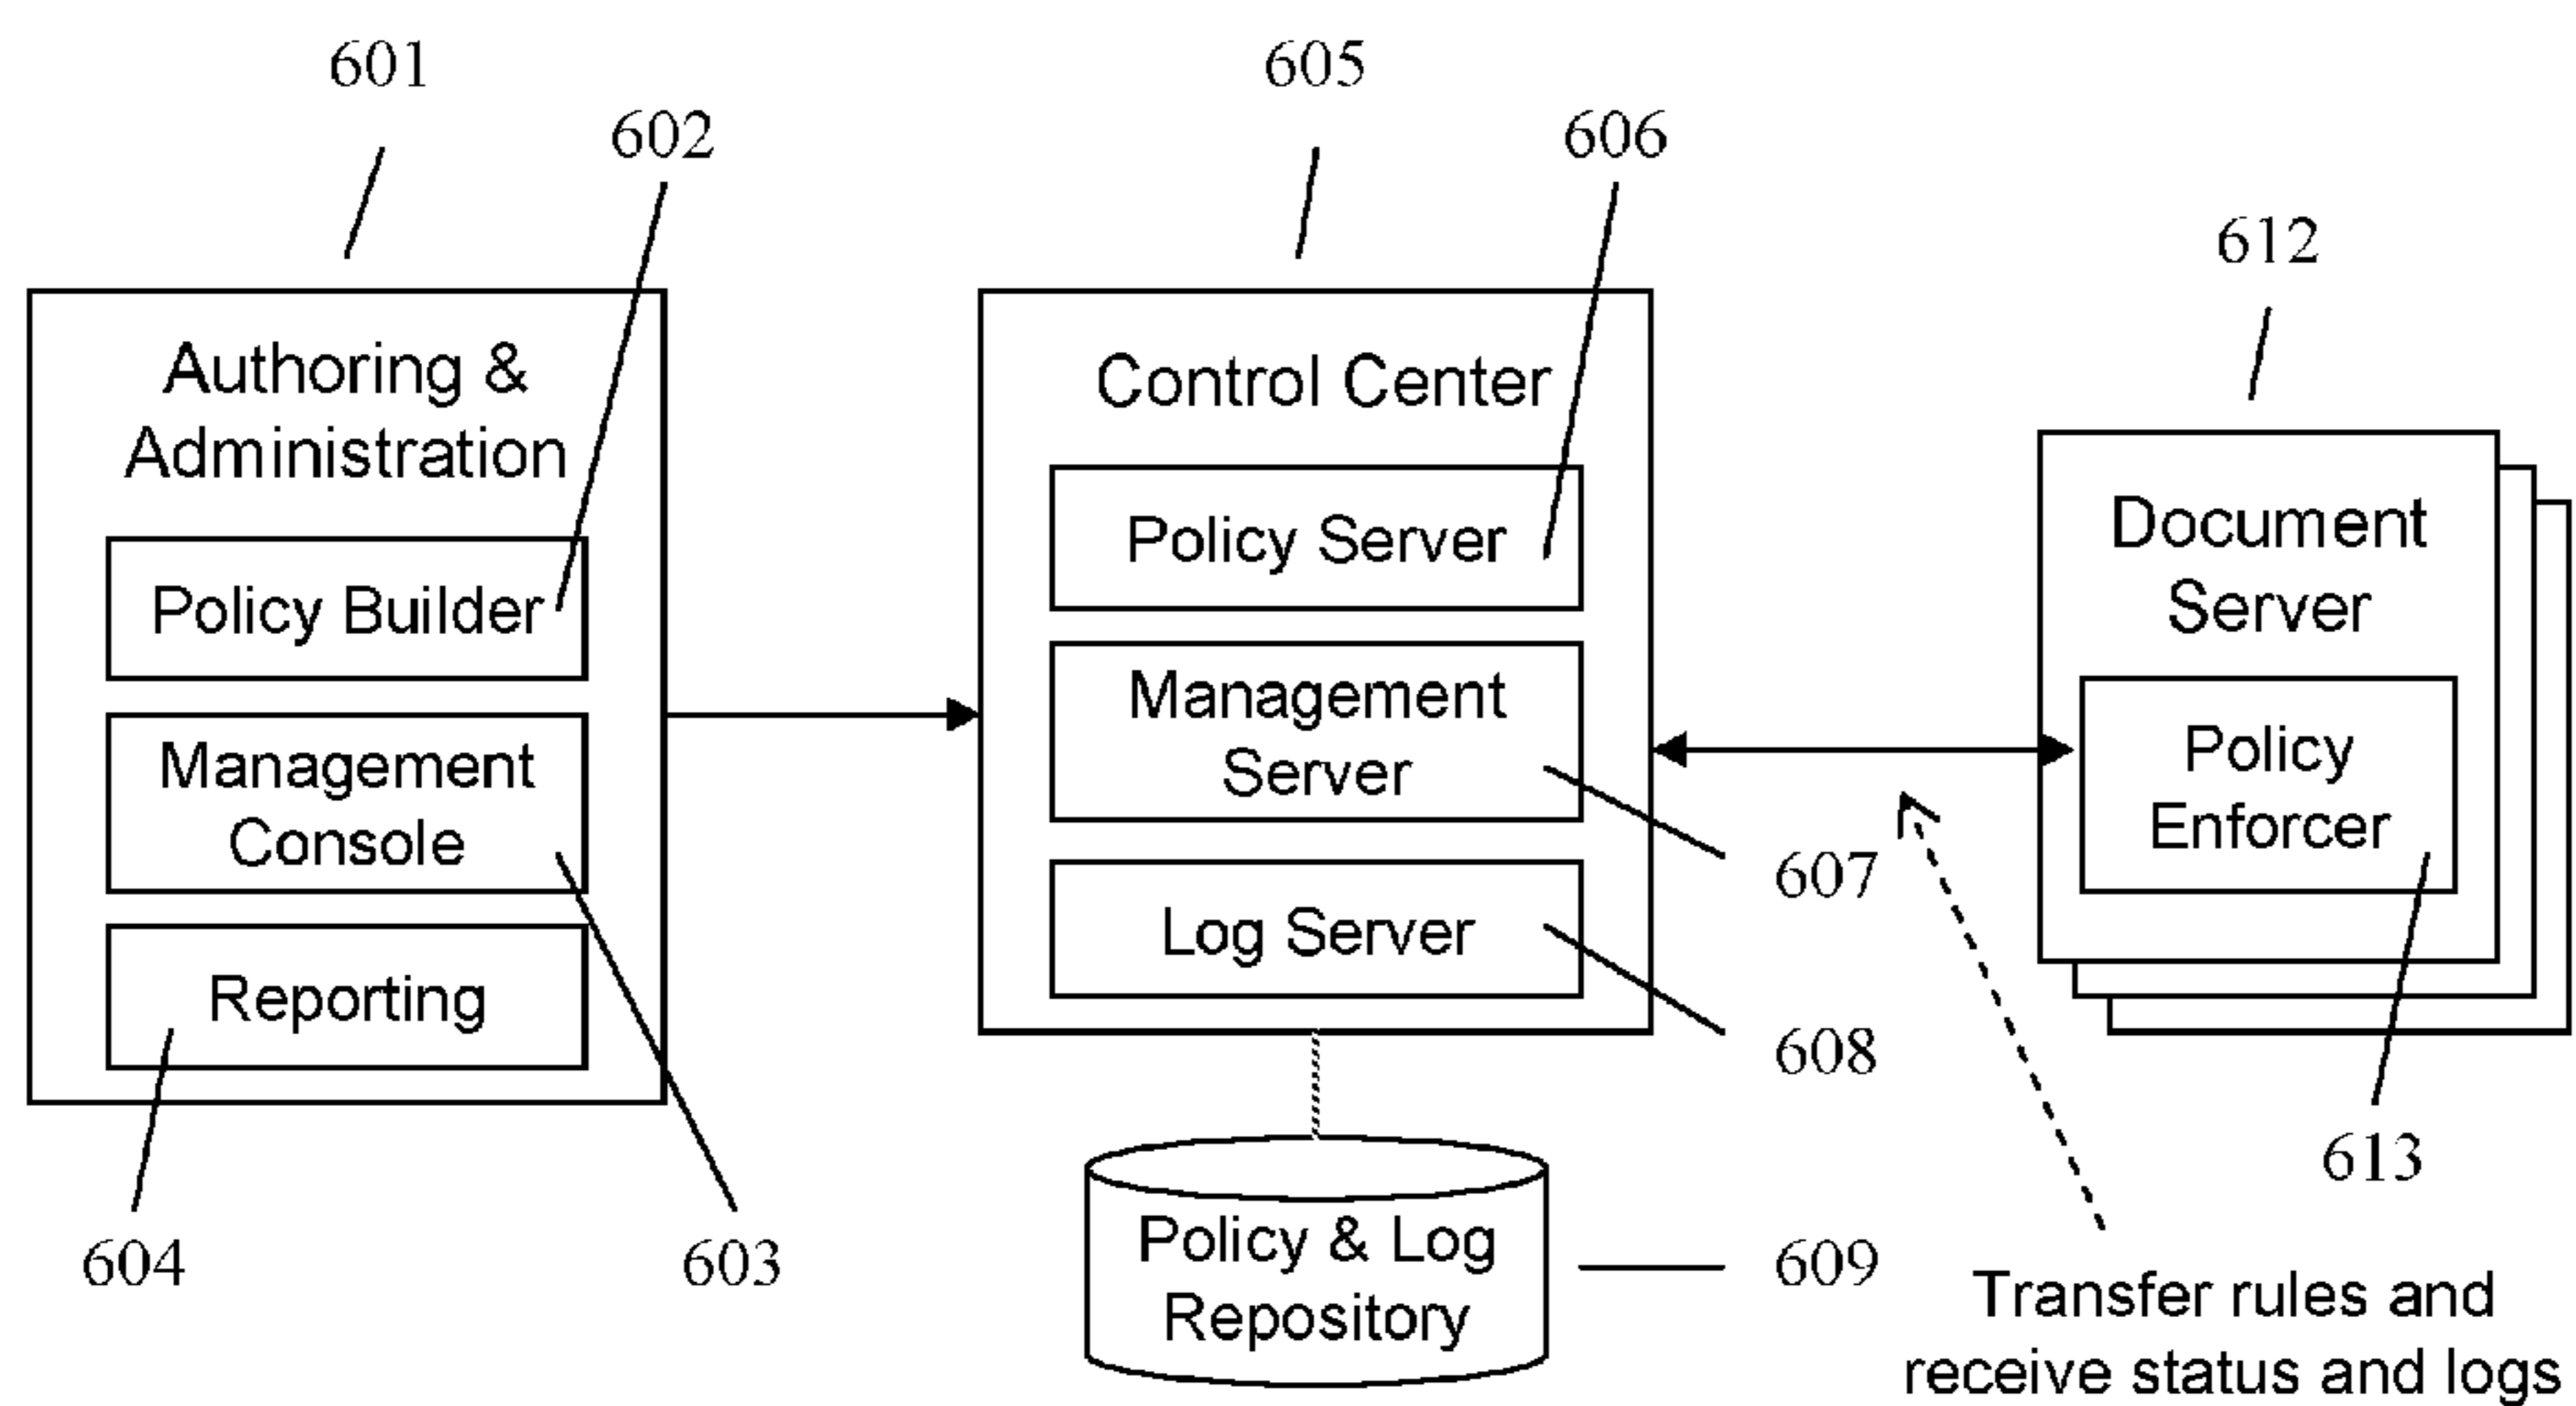 601
602
605
606
612
Authoring &
Administration
Policy Builder
Management
Console
Reporting
604
603
Control Center
Policy Server
Management
Server
Log Server
607
608
Policy & Log
Repository
609
Document
Server
Policy
Enforcer
613
Transfer rules and
receive status and logs